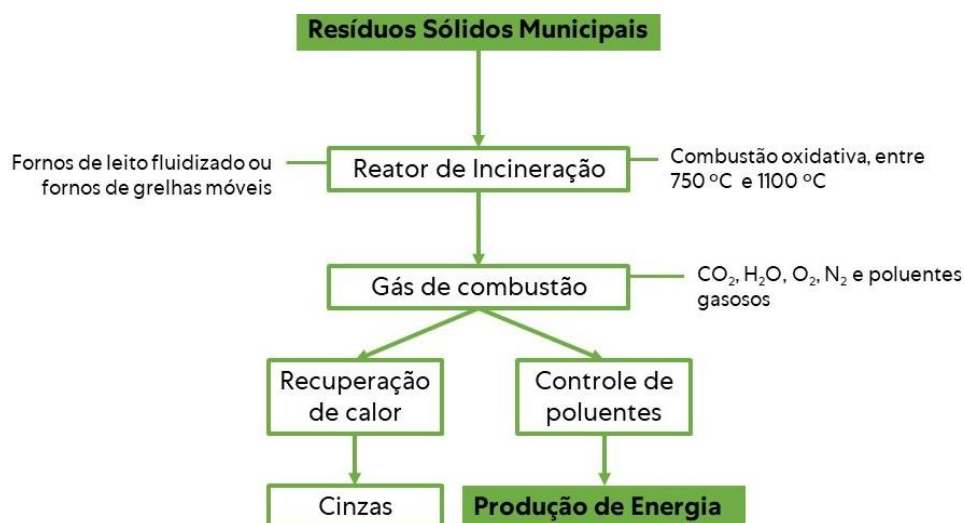 Resíduos Sólidos Municipais
Fornos de leito fluidizado ou
fornos de grelhas móveis
Reator de Incineração
Combustão oxidativa, entre
750 ºC e 1100 ºC
Gás de combustão
CO₂, H₂O, O₂, N₂ e poluentes
gasosos
Recuperação
de calor
Controle de
poluentes
Cinzas
Produção de Energia